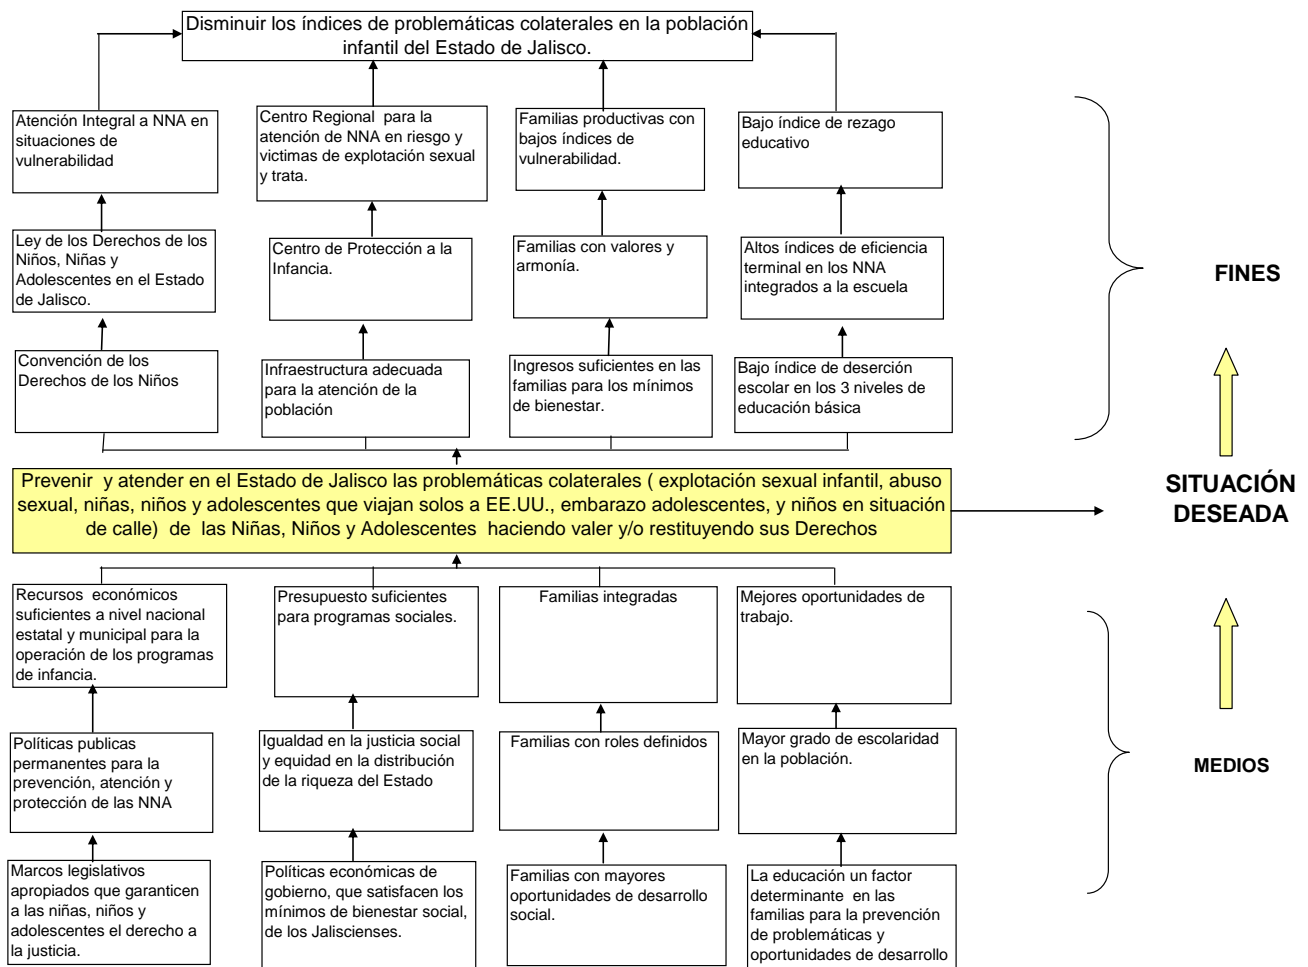 Disminuir los índices de problemáticas colaterales en la población
infantil del Estado de Jalisco.
Atención Integral a NNA en
situaciones de
vulnerabilidad
Centro Regional para la
atención de NNA en riesgo y
victimas de explotación sexual
y trata.
Familias productivas con
bajos índices de
vulnerabilidad.
Bajo índice de rezago
educativo
Ley de los Derechos de los
Niños, Niñas y
Adolescentes en el Estado
de Jalisco.
Centro de Protección a la
Infancia.
Familias con valores y
armonía.
Altos índices de eficiencia
terminal en los NNA
integrados a la escuela
FINES
Convención de los
Derechos de los Niños
Infraestructura adecuada
para la atención de la
población
Ingresos suficientes en las
familias para los mínimos
de bienestar.
Bajo índice de deserción
escolar en los 3 niveles de
educación básica
Prevenir y atender en el Estado de Jalisco las problemáticas colaterales ( explotación sexual infantil, abuso
sexual, niñas, niños y adolescentes que viajan solos a EE.UU., embarazo adolescentes, y niños en situación
de calle) de las Niñas, Niños y Adolescentes haciendo valer y/o restituyendo sus Derechos
SITUACIÓN
DESEADA
Recursos económicos
suficientes a nivel nacional
estatal y municipal para la
operación de los programas
de infancia.
Presupuesto suficientes
para programas sociales.
Familias integradas
Mejores oportunidades de
trabajo.
Políticas publicas
permanentes para la
prevención, atención y
protección de las NNA
Igualdad en la justicia social
y equidad en la distribución
de la riqueza del Estado
Familias con roles definidos
Mayor grado de escolaridad
en la población.
MEDIOS
Marcos legislativos
apropiados que garanticen
a las niñas, niños y
adolescentes el derecho a
la justicia.
Políticas económicas de
gobierno, que satisfacen los
mínimos de bienestar social,
de los Jaliscienses.
Familias con mayores
oportunidades de desarrollo
social.
La educación un factor
determinante en las
familias para la prevención
de problemáticas y
oportunidades de desarrollo